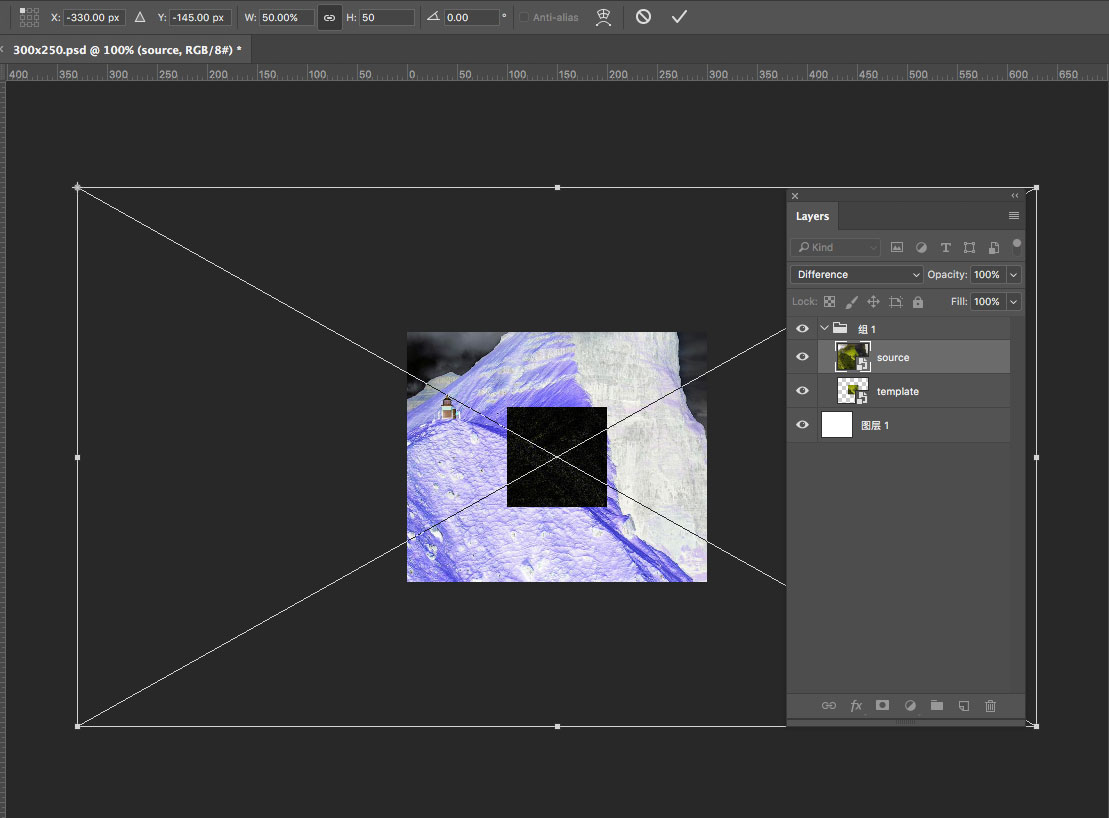 X: -330.00 px Y: -145.00 px W: 50.00% H: 50 0.00 ° Anti-alias
300x250.psd @ 100% (source, RGB/8#) *
400 350 300 250 200 150 100 50 0 50 100 150 200 250 300 350 400 450 500 550 600 650
Layers
Kind
Difference Opacity: 100%
Lock: Fill: 100%
组 1
source
template
图层 1
fx